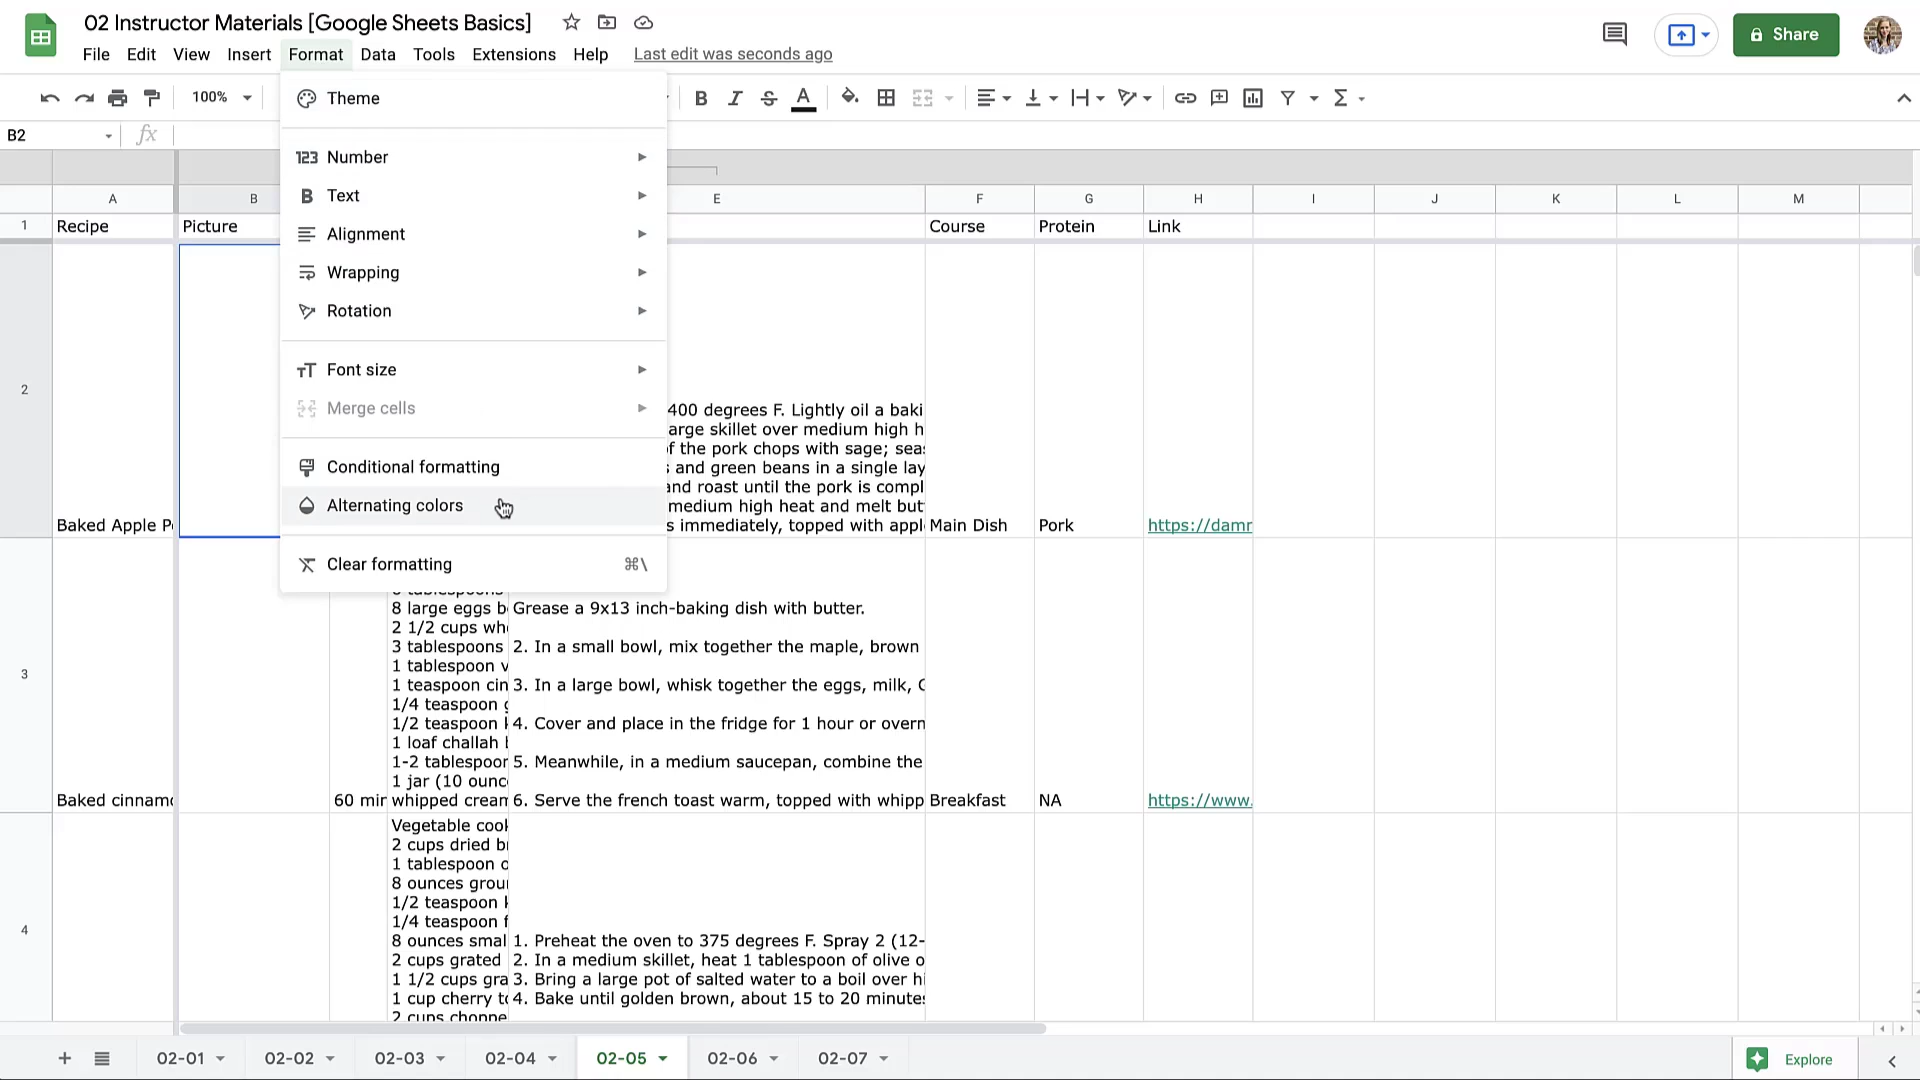 02 Instructor Materials [Google Sheets Basics]
File Edit View Insert Format Data Tools Extensions Help Last edit was seconds ago
Share
100%
B2
Theme
123 Number
Text
Alignment
Wrapping
Rotation
Font size
Merge cells
Conditional formatting
Alternating colors
Clear formatting ⌘\
A B E F G H I J K L M
1 Recipe Picture Course Protein Link
400 degrees F. Lightly oil a baki
arge skillet over medium high h
of the pork chops with sage; sea
s and green beans in a single lay
and roast until the pork is compl
medium high heat and melt but
2 Baked Apple P s immediately, topped with appl Main Dish Pork https://damr
6 tablespoons
8 large eggs b Grease a 9x13 inch-baking dish with butter.
2 1/2 cups wh
3 tablespoons 2. In a small bowl, mix together the maple, brown
1 tablespoon v
1 teaspoon cin 3. In a large bowl, whisk together the eggs, milk,
1/4 teaspoon g
1/2 teaspoon k 4. Cover and place in the fridge for 1 hour or overn
1 loaf challah b
1-2 tablespoor 5. Meanwhile, in a medium saucepan, combine the
1 jar (10 ounc
3 Baked cinnamo 60 min whipped cream 6. Serve the french toast warm, topped with whipp Breakfast NA https://www.
Vegetable cook
2 cups dried br
1 tablespoon o
8 ounces grour
1/2 teaspoon k
4 1/4 teaspoon f
8 ounces smal 1. Preheat the oven to 375 degrees F. Spray 2 (12-
2 cups grated 2. In a medium skillet, heat 1 tablespoon of olive o
1 1/2 cups gra 3. Bring a large pot of salted water to a boil over hi
1 cup cherry to 4. Bake until golden brown, about 15 to 20 minutes
2 cups choppe
02-01 02-02 02-03 02-04 02-05 02-06 02-07 Explore